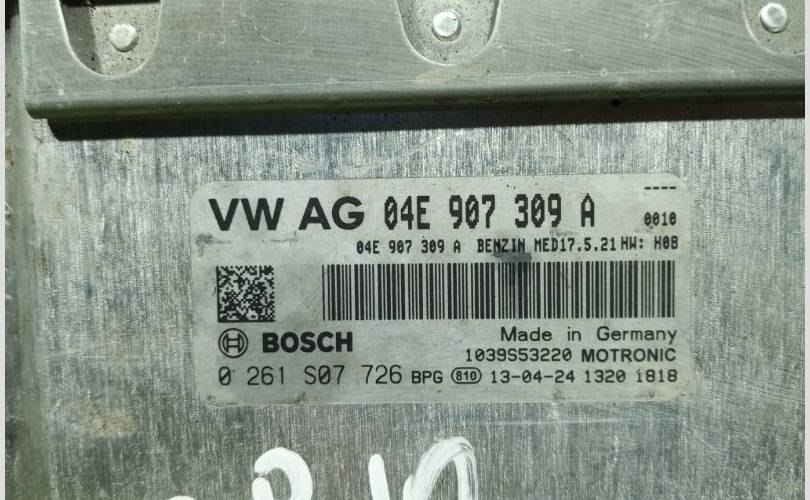 ----
VW AG 04E 907 309 A 0010
04E 907 309 A BENZIN MED17.5.21 HW: H08
BOSCH Made in Germany
1039S53220 MOTRONIC
0 261 S07 726 BPG 810 13-04-24 1320 1818